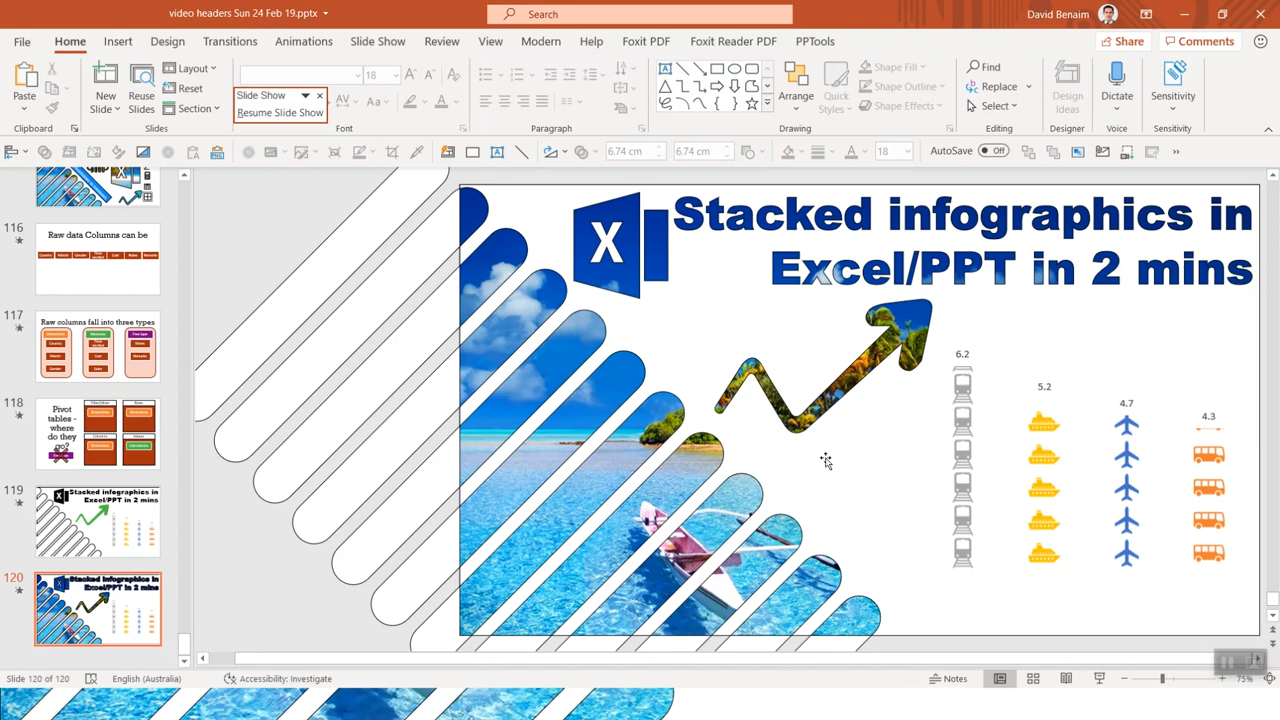 video headers Sun 24 Feb 19.pptx
Search
David Benaim
File Home Insert Design Transitions Animations Slide Show Review View Modern Help Foxit PDF Foxit Reader PDF PPTools
Share Comments
Paste
New Slide
Reuse Slides
Layout
Reset
Section
18
Slide Show
Resume Slide Show
Arrange
Quick Styles
Shape Fill
Shape Outline
Shape Effects
Find
Replace
Select
Design Ideas
Dictate
Sensitivity
Clipboard Slides Font Paragraph Drawing Editing Designer Voice Sensitivity
6.74 cm 6.74 cm 18 AutoSave Off
116
Raw data Columns can be
Country
Gender
Cost
Notes
Remarks
117
Raw columns fall into three types
118
Pivot tables - where do they go?
119
Stacked infographics in
Excel/PPT in 2 mins
120
Stacked infographics in
Excel/PPT in 2 mins
X
Stacked infographics in
Excel/PPT in 2 mins
6.2
5.2
4.7
4.3
Slide 120 of 120 English (Australia) Accessibility: Investigate Notes 75%